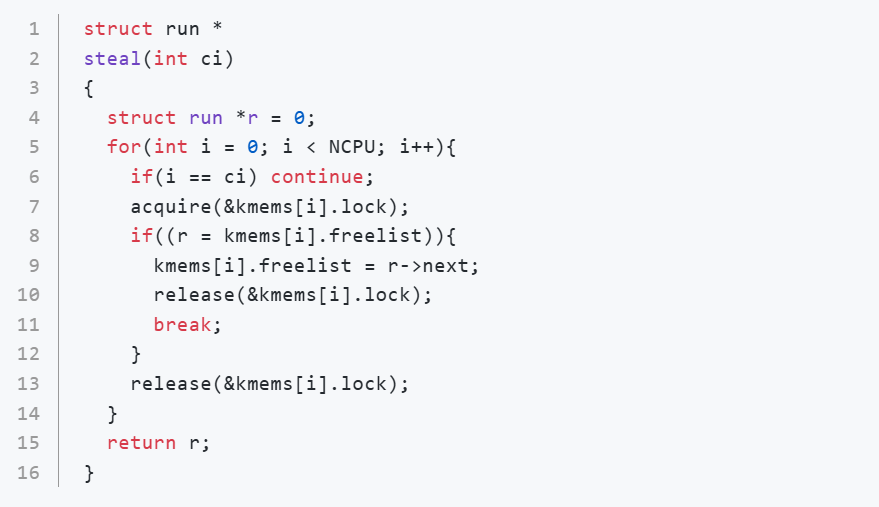 1 struct run *
2 steal(int ci)
3 {
4   struct run *r = 0;
5   for(int i = 0; i < NCPU; i++){
6     if(i == ci) continue;
7     acquire(&kmems[i].lock);
8     if((r = kmems[i].freelist)){
9       kmems[i].freelist = r->next;
10       release(&kmems[i].lock);
11       break;
12     }
13     release(&kmems[i].lock);
14   }
15   return r;
16 }